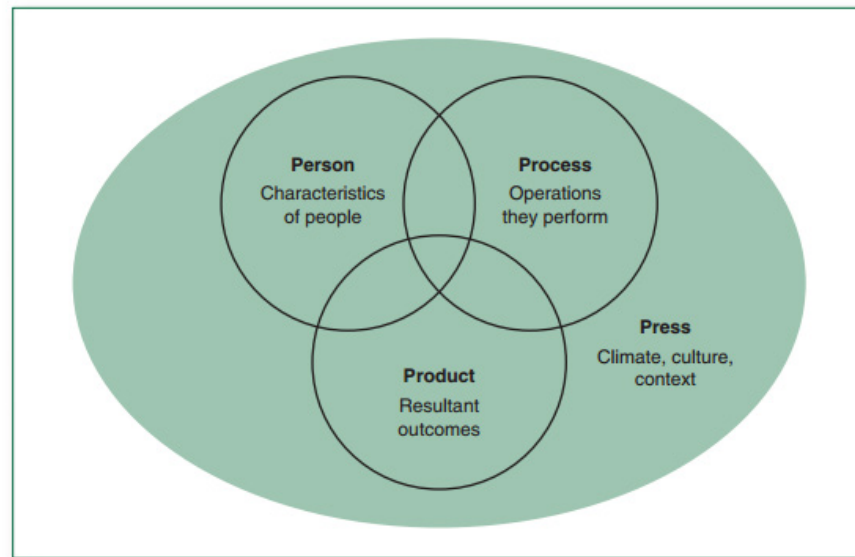 Person
Characteristics
of people
Process
Operations
they perform
Press
Climate, culture,
context
Product
Resultant
outcomes